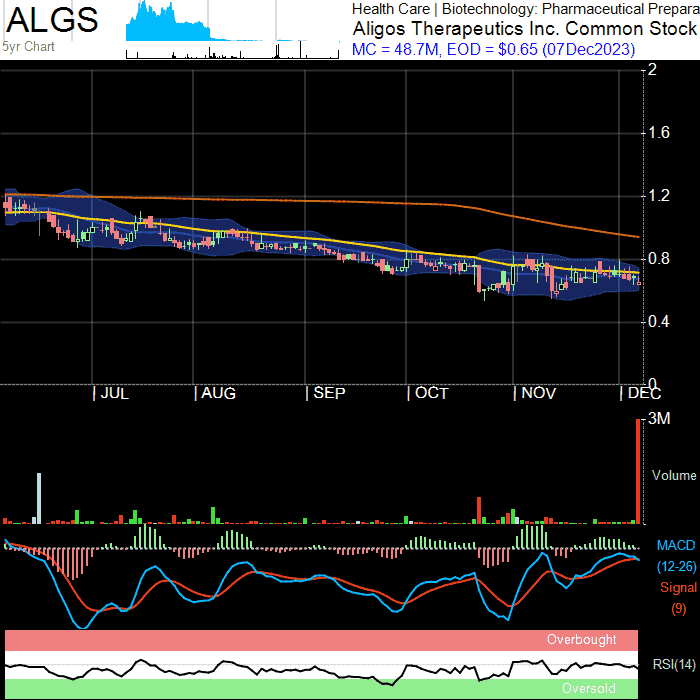 ALGS
5yr Chart
Health Care | Biotechnology: Pharmaceutical Prepara
Aligos Therapeutics Inc. Common Stock
MC = 48.7M, EOD = $0.65 (07Dec2023)
2
1.6
1.2
0.8
0.4
0
| JUL | AUG | SEP | OCT | NOV | DEC
3M
Volume
MACD
(12-26)
Signal
(9)
Overbought
RSI(14)
Oversold